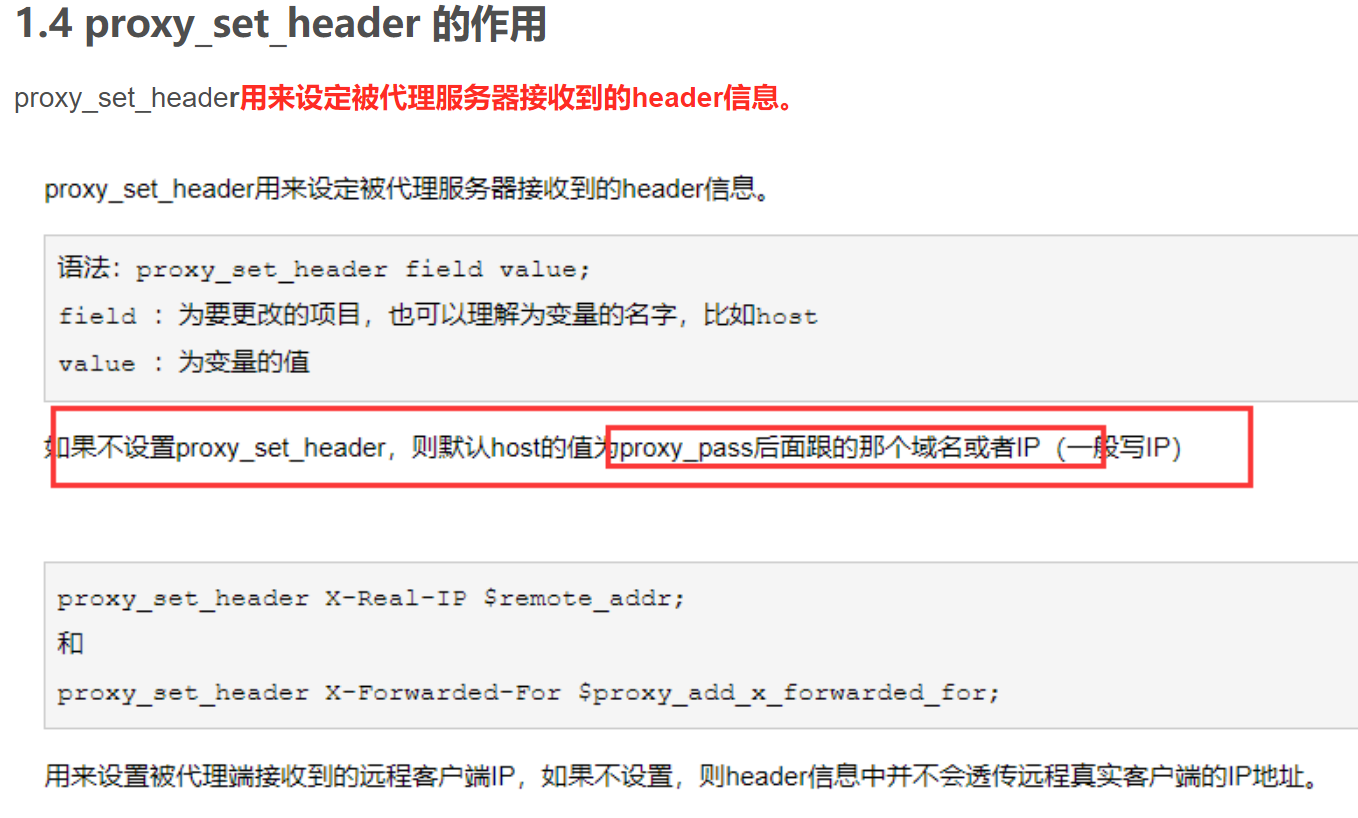 1.4 proxy_set_header 的作用
proxy_set_header用来设定被代理服务器接收到的header信息。
proxy_set_header用来设定被代理服务器接收到的header信息。
语法：proxy_set_header field value;
field : 为要更改的项目，也可以理解为变量的名字，比如host
value : 为变量的值
如果不设置proxy_set_header，则默认host的值为proxy_pass后面跟的那个域名或者IP（一般写IP）
proxy_set_header X-Real-IP $remote_addr;
和
proxy_set_header X-Forwarded-For $proxy_add_x_forwarded_for;
用来设置被代理端接收到的远程客户端IP，如果不设置，则header信息中并不会透传远程真实客户端的IP地址。